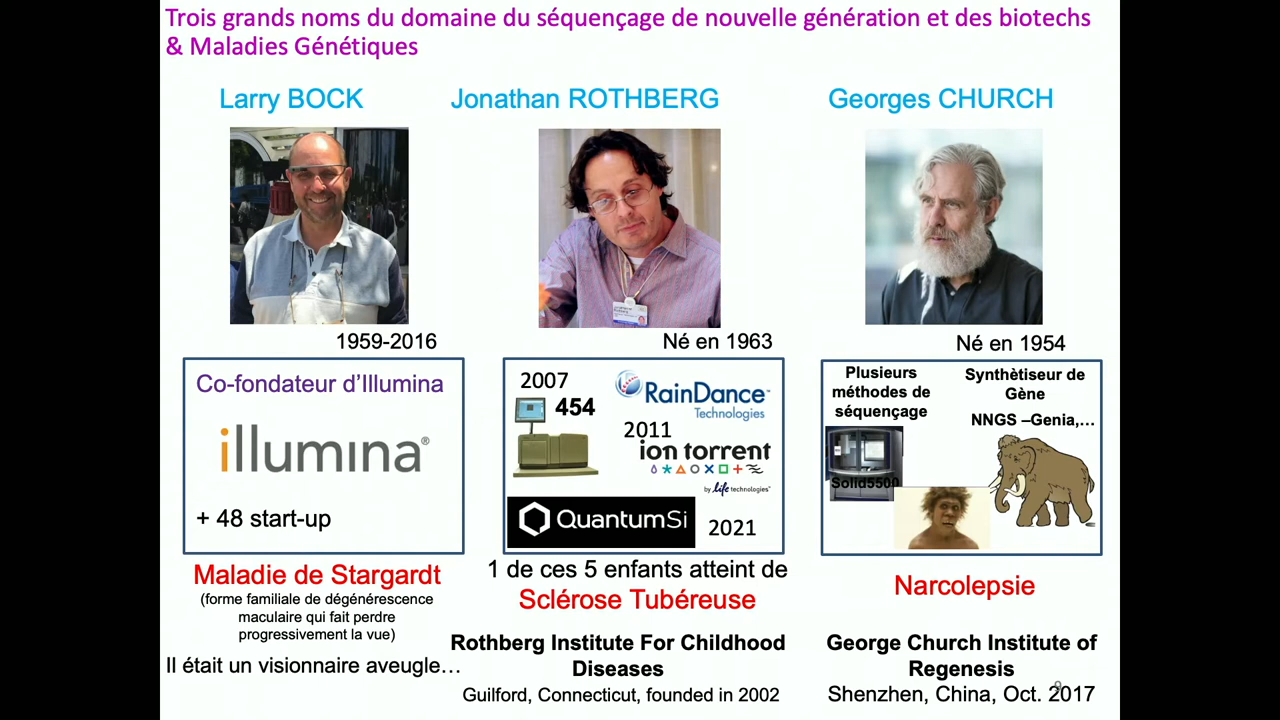 Trois grands noms du domaine du séquençage de nouvelle génération et des biotechs
& Maladies Génétiques
Larry BOCK
Jonathan ROTHBERG
Georges CHURCH
1959-2016
Né en 1963
Né en 1954
Co-fondateur d’Illumina
illumina®
+ 48 start-up
2007
454
RainDance™
Technologies
2011
ion torrent
by life technologies™
QuantumSi
2021
Plusieurs
méthodes de
séquençage
Synthètiseur de
Gène
NNGS –Genia,…
Solid5500
Maladie de Stargardt
(forme familiale de dégénérescence
maculaire qui fait perdre
progressivement la vue)
Il était un visionnaire aveugle…
1 de ces 5 enfants atteint de
Sclérose Tubéreuse
Rothberg Institute For Childhood
Diseases
Guilford, Connecticut, founded in 2002
Narcolepsie
George Church Institute of
Regenesis
Shenzhen, China, Oct. 2017
9